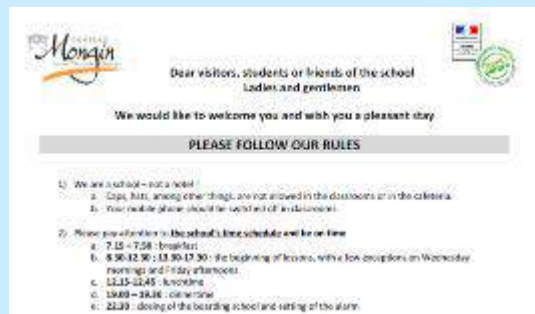 Mongin
Dear visitors, students or friends of the school
Ladies and gentlemen
We would like to welcome you and wish you a pleasant stay
PLEASE FOLLOW OUR RULES
1) We are a school – not a hotel !
a. Caps, hats, among other things, are not allowed in the classrooms or in the cafeteria.
b. Your mobile phone should be switched off in classrooms.
2) Please pay attention to the school's time schedule and be on time
a. 7.15 – 7.50 : breakfast
b. 8.30-12.30 ; 13.30-17.30 : the beginning of lessons, with a few exceptions on Wednesday
mornings and Friday afternoons.
c. 12.15-12.45 : lunchtime
d. 19.00 – 19.30 : dinnertime
e. 22.30 : closing of the boarding school and setting of the alarm